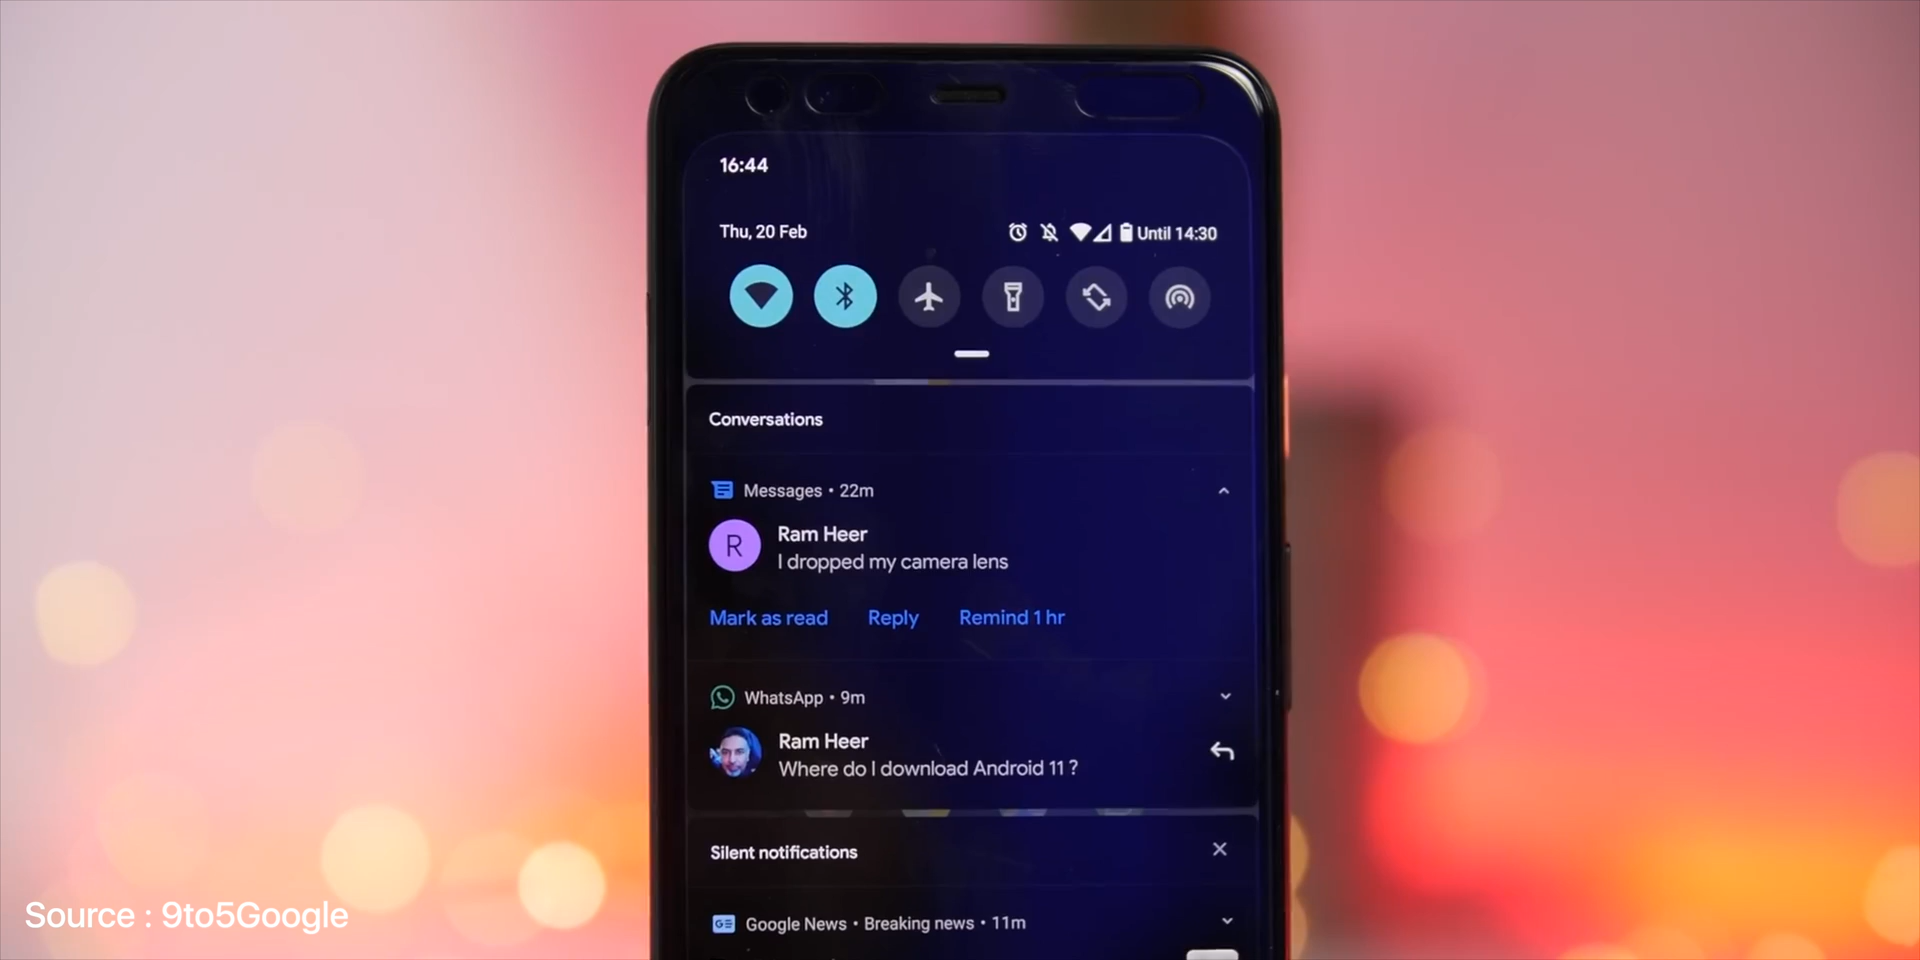 16:44
Thu, 20 Feb
Until 14:30
Conversations
Messages • 22m
R
Ram Heer
I dropped my camera lens
Mark as read Reply Remind 1 hr
WhatsApp • 9m
Ram Heer
Where do I download Android 11 ?
Silent notifications
Google News • Breaking news • 11m
Source : 9to5Google